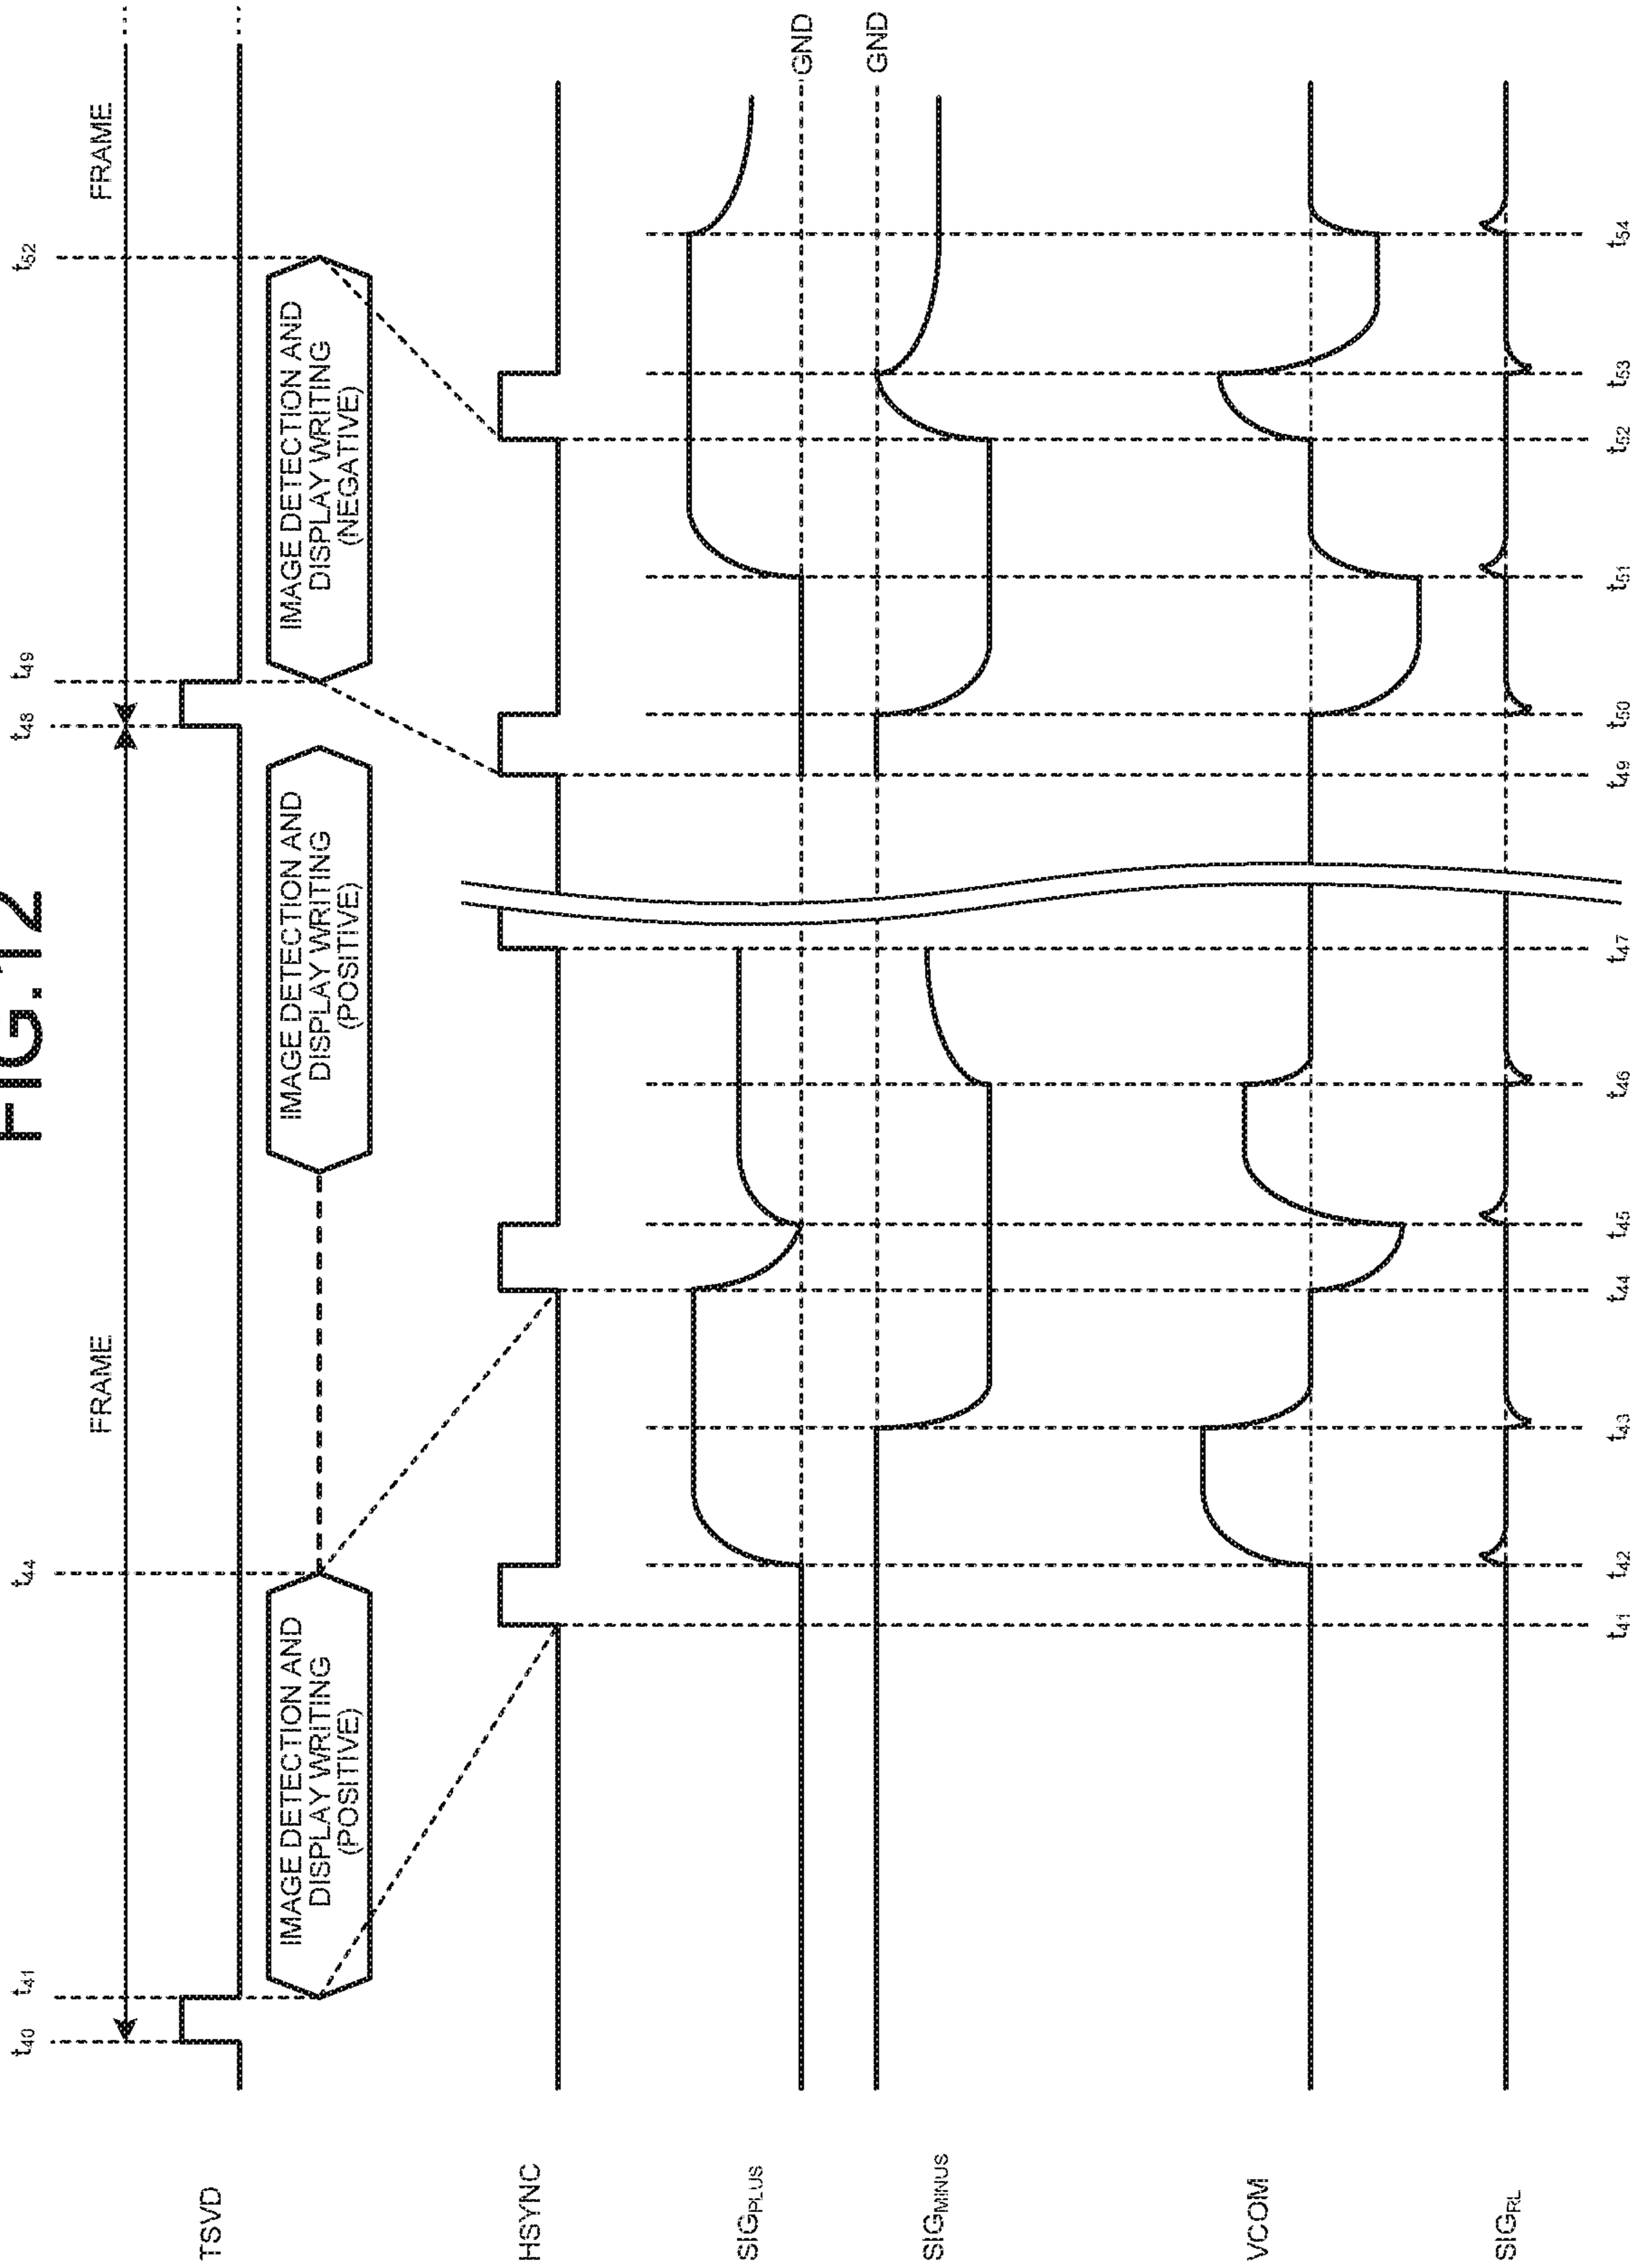 FIG.12
FRAME
FRAME
t40
t41
t44
t48
t49
t52
TSVD
IMAGE DETECTION AND
DISPLAY WRITING
(POSITIVE)
IMAGE DETECTION AND
DISPLAY WRITING
(POSITIVE)
IMAGE DETECTION AND
DISPLAY WRITING
(NEGATIVE)
HSYNC
SIGPLUS
GND
SIGMINUS
GND
VCOM
SIGRL
t41
t42
t43
t44
t45
t46
t47
t49
t50
t51
t52
t53
t54